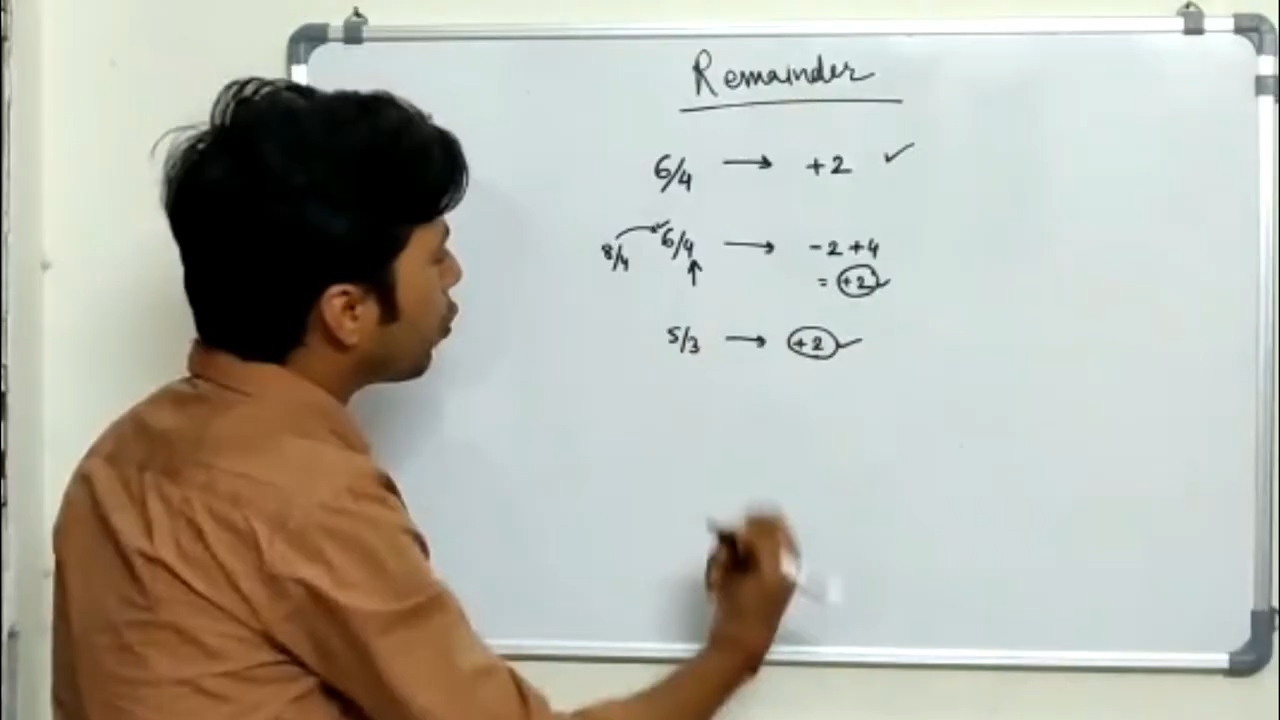 Remainder
6/4 → +2 ✓
8/4 6/4 → -2 +4
= +2
5/3 → +2